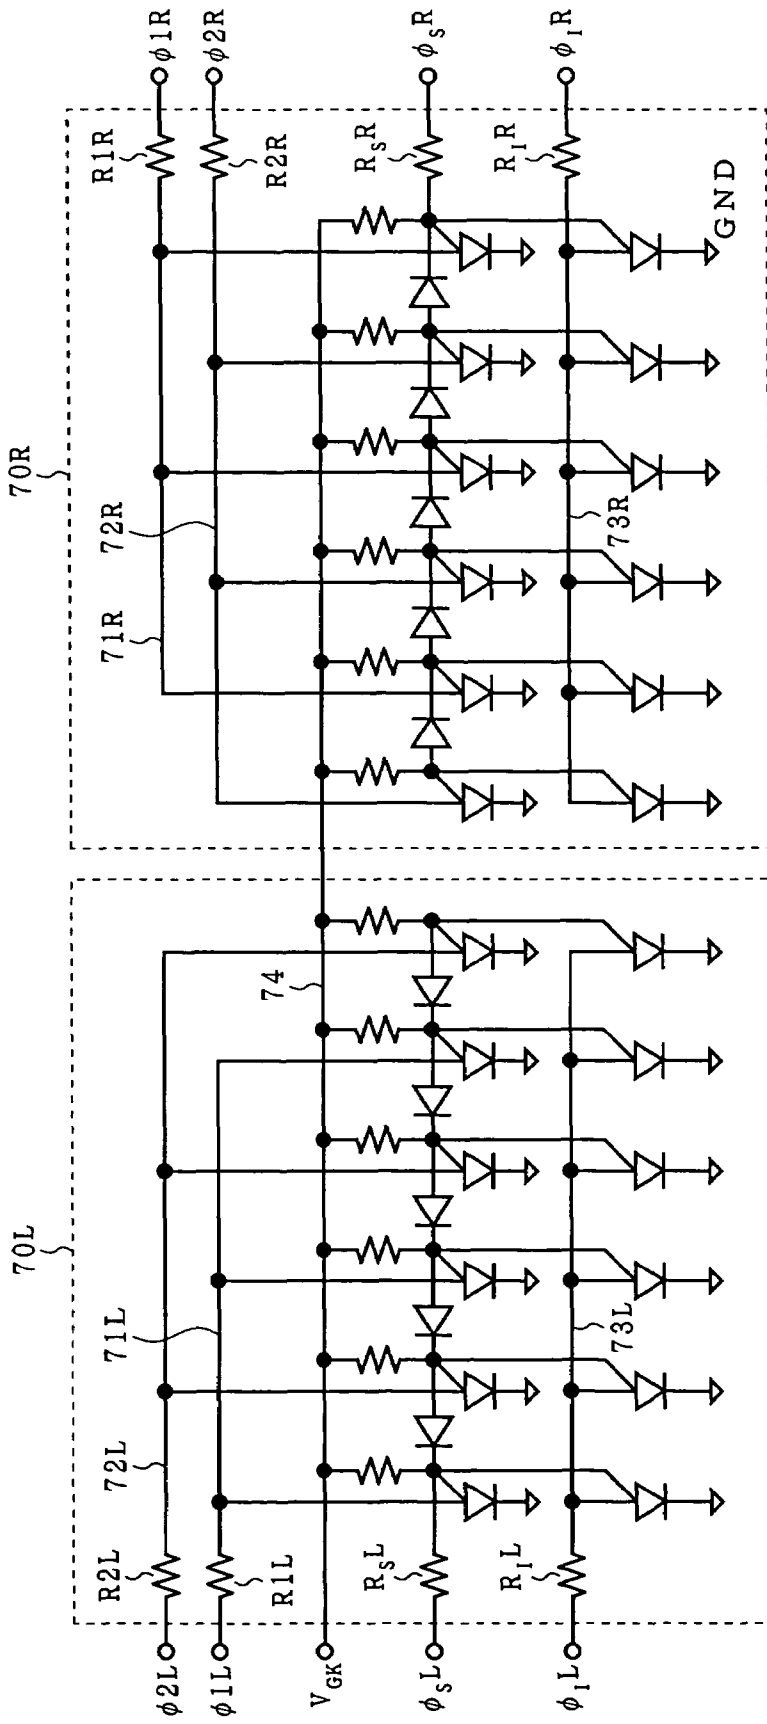 φ1R
φ2R
φSR
φIR
R1R
R2R
RSR
RIR
GND
70R
72R
71R
73R
70L
74
71L
72L
73L
R2L
R1L
RSL
RIL
φ2L
φ1L
VGK
φSL
φIL